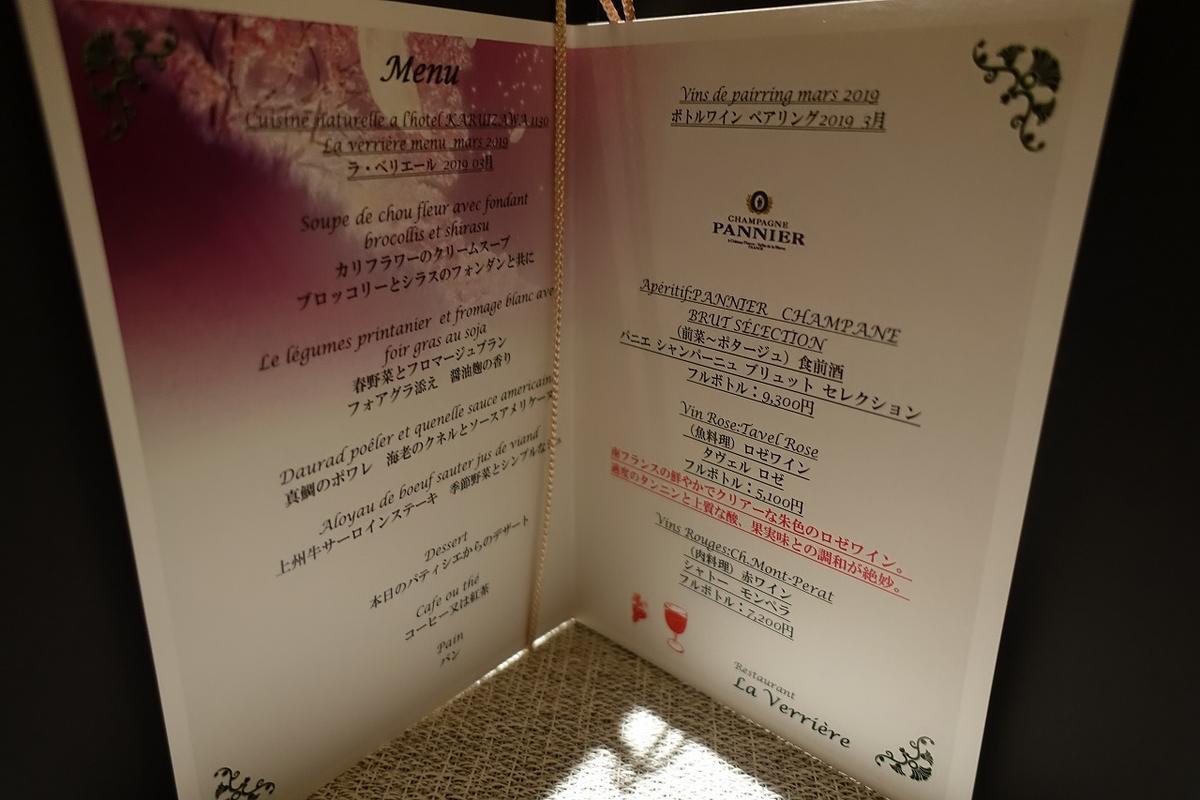 Menu
Cuisine naturelle a l'hotel KARUIZAWA 1130
La verrière menu mars 2019
ラ・ベリエール 2019 03月
Soupe de chou fleur avec fondant
brocollis et shirasu
カリフラワーのクリームスープ
ブロッコリーとシラスのフォンダンと共に
Le légumes printanier et fromage blanc ave
foir gras au soja
春野菜とフロマージュブラン
フォアグラ添え 醤油麹の香り
Daurad poêler et quenelle sauce americain
真鯛のポワレ 海老のクネルとソースアメリケーヌ
Aloyau de boeuf sauter jus de viand
上州牛サーロインステーキ 季節野菜とシンプルな
Dessert
本日のパティシエからのデザート
Cafe ou thé
コーヒー又は紅茶
Pain
パン
Vins de pairring mars 2019
ボトルワイン ペアリング2019 3月
CHAMPAGNE
PANNIER
Apéritif:PANNIER CHAMPANE
BRUT SÉLECTION
（前菜～ポタージュ）食前酒
パニエ シャンパーニュ ブリュット セレクション
フルボトル：9,300円
Vin Rose:Tavel Rose
（魚料理）ロゼワイン
タヴェル ロゼ
フルボトル：5,100円
南フランスの鮮やかでクリアーな朱色のロゼワイン。
適度のタンニンと上質な酸、果実味との調和が絶妙。
Vins Rouges:Ch.Mont-Perat
（肉料理）赤ワイン
シャトー モンペラ
フルボトル：7,200円
Restaurant
La Verrière